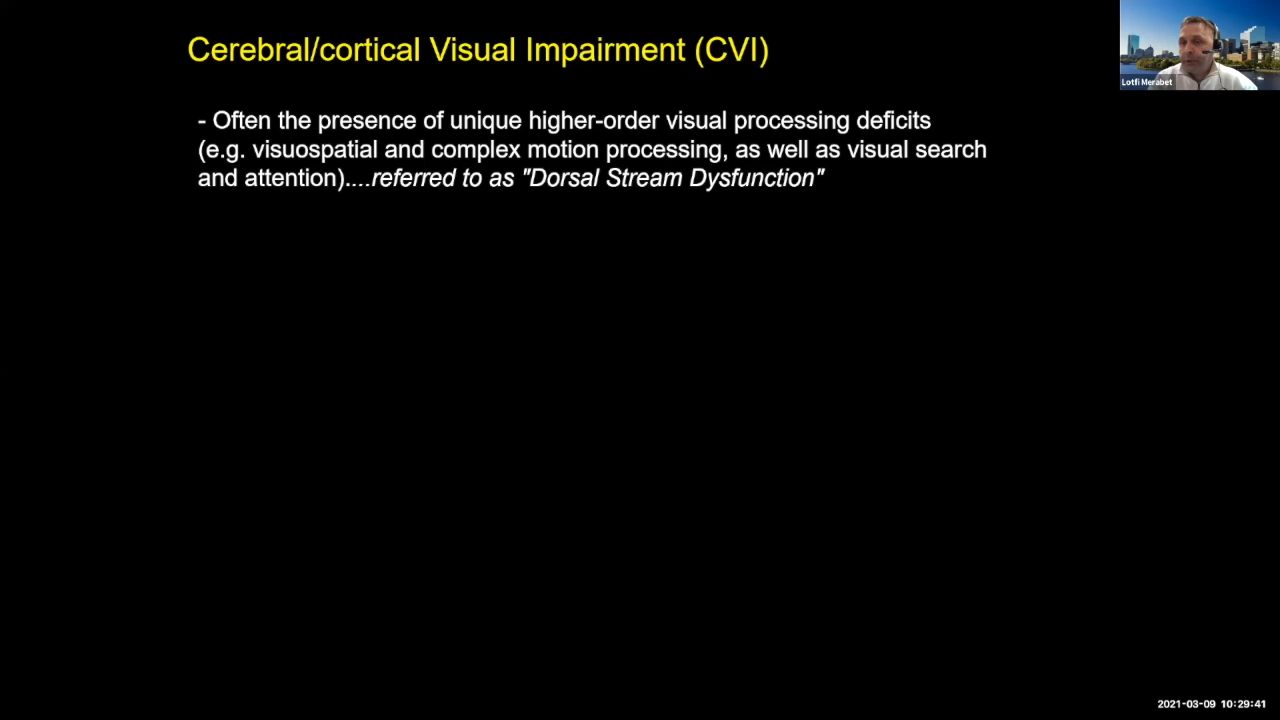 Cerebral/cortical Visual Impairment (CVI)
- Often the presence of unique higher-order visual processing deficits
(e.g. visuospatial and complex motion processing, as well as visual search
and attention)....referred to as "Dorsal Stream Dysfunction"
Lotfi Merabet
2021-03-09 10:29:41